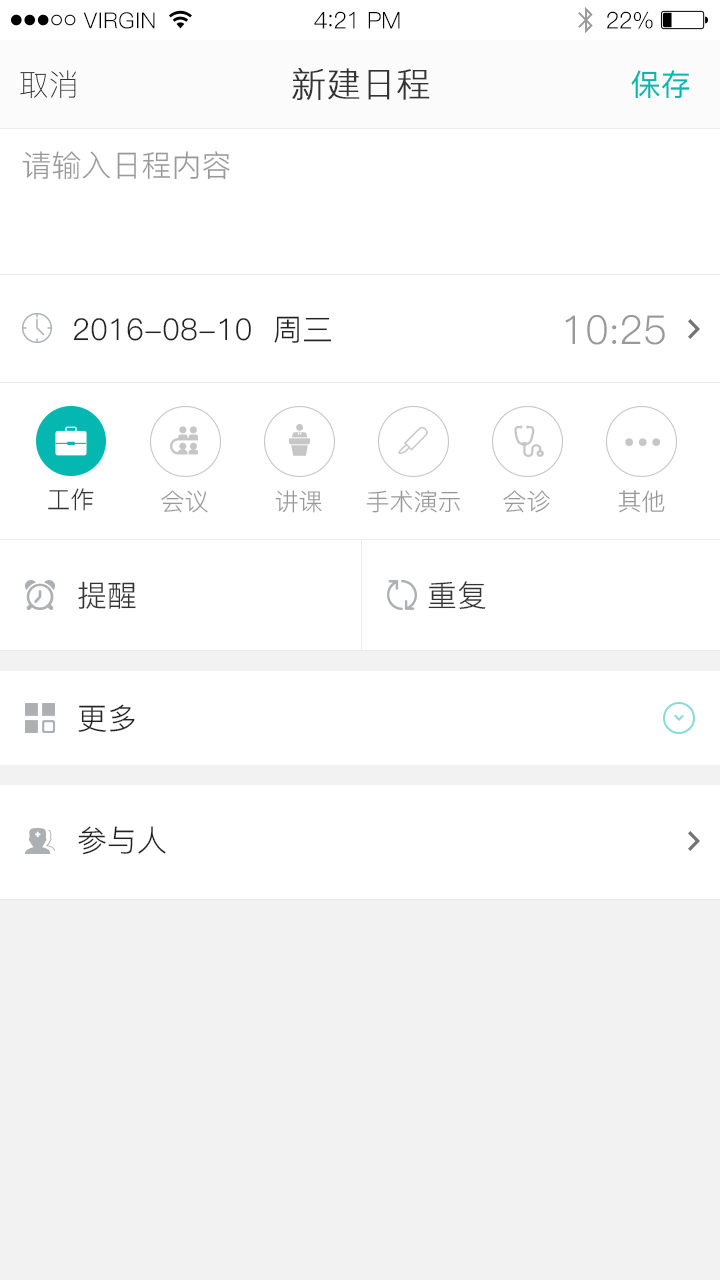 VIRGIN 4:21 PM 22%
取消 新建日程 保存
请输入日程内容
2016-08-10 周三 10:25
工作 会议 讲课 手术演示 会诊 其他
提醒 重复
更多
参与人